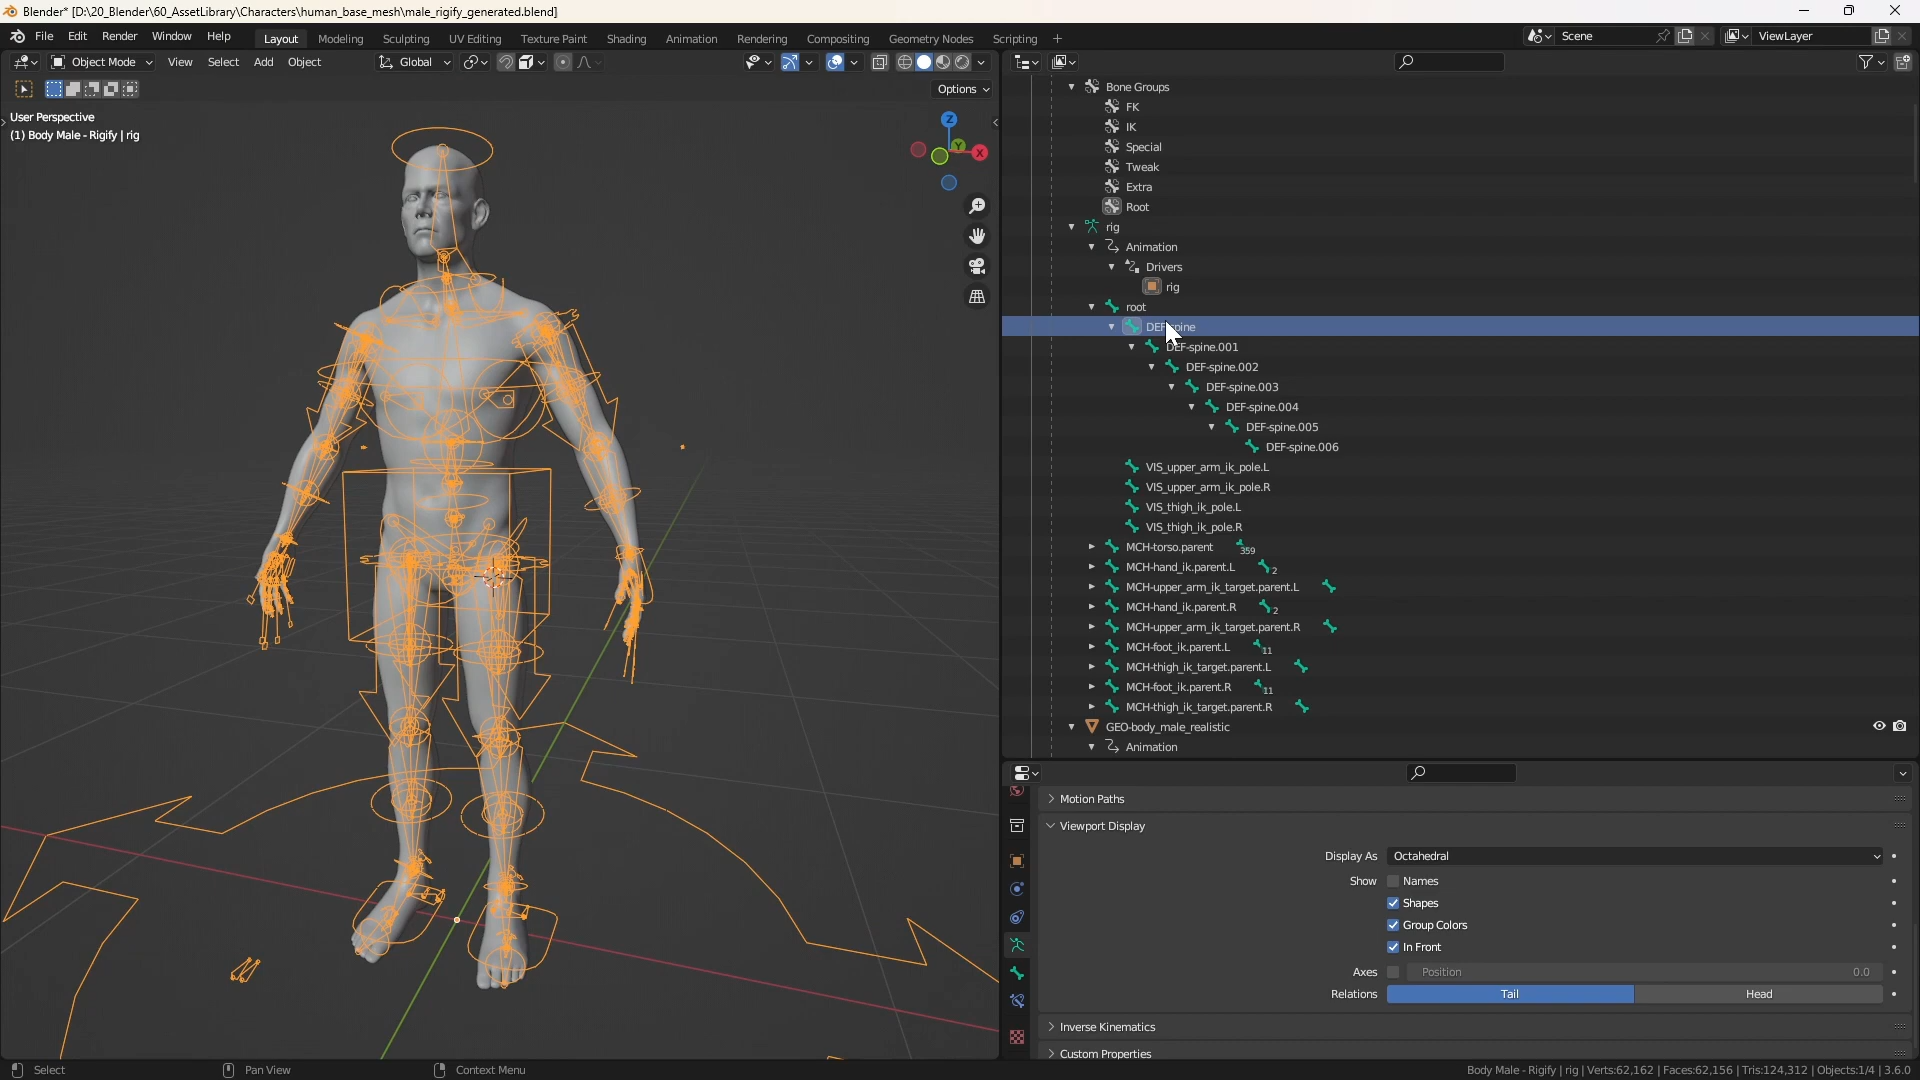 Blender* [D:\20_Blender\60_AssetLibrary\Characters\human_base_mesh\male_rigify_generated.blend]
File Edit Render Window Help Layout Modeling Sculpting UV Editing Texture Paint Shading Animation Rendering Compositing Geometry Nodes Scripting + Scene ViewLayer
Object Mode View Select Add Object Global
Options
User Perspective
(1) Body Male - Rigify | rig
Z
Y
X
Bone Groups
FK
IK
Special
Tweak
Extra
Root
rig
Animation
Drivers
rig
root
DEF-spine
DEF-spine.001
DEF-spine.002
DEF-spine.003
DEF-spine.004
DEF-spine.005
DEF-spine.006
VIS_upper_arm_ik_pole.L
VIS_upper_arm_ik_pole.R
VIS_thigh_ik_pole.L
VIS_thigh_ik_pole.R
MCH-torso.parent 359
MCH-hand_ik.parent.L 2
MCH-upper_arm_ik_target.parent.L
MCH-hand_ik.parent.R 2
MCH-upper_arm_ik_target.parent.R
MCH-foot_ik.parent.L 11
MCH-thigh_ik_target.parent.L
MCH-foot_ik.parent.R 11
MCH-thigh_ik_target.parent.R
GEO-body_male_realistic
Animation
Motion Paths
Viewport Display
Display As Octahedral
Show Names
Shapes
Group Colors
In Front
Axes Position 0.0
Relations Tail Head
Inverse Kinematics
Custom Properties
Select Pan View Context Menu Body Male - Rigify | rig | Verts:62,162 | Faces:62,156 | Tris:124,312 | Objects:1/4 | 3.6.0